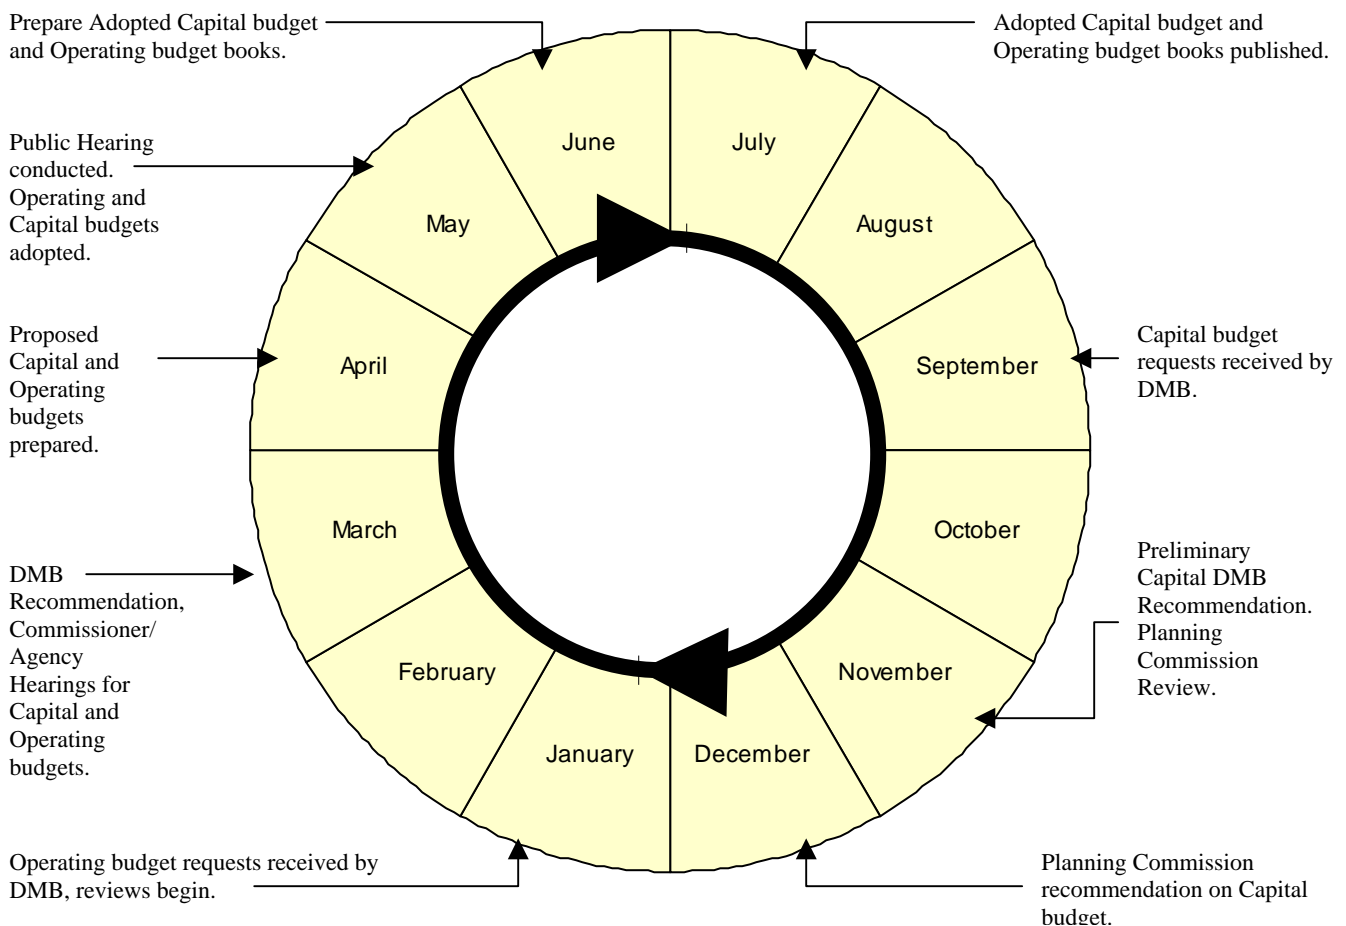 Prepare Adopted Capital budget
and Operating budget books.
Adopted Capital budget and
Operating budget books published.
Public Hearing
conducted.
Operating and
Capital budgets
adopted.
Proposed
Capital and
Operating
budgets
prepared.
DMB
Recommendation,
Commissioner/
Agency
Hearings for
Capital and
Operating
budgets.
Operating budget requests received by
DMB, reviews begin.
June
July
May
August
April
September
March
October
February
November
January
December
Capital budget
requests received by
DMB.
Preliminary
Capital DMB
Recommendation.
Planning
Commission
Review.
Planning Commission
recommendation on Capital
budget.